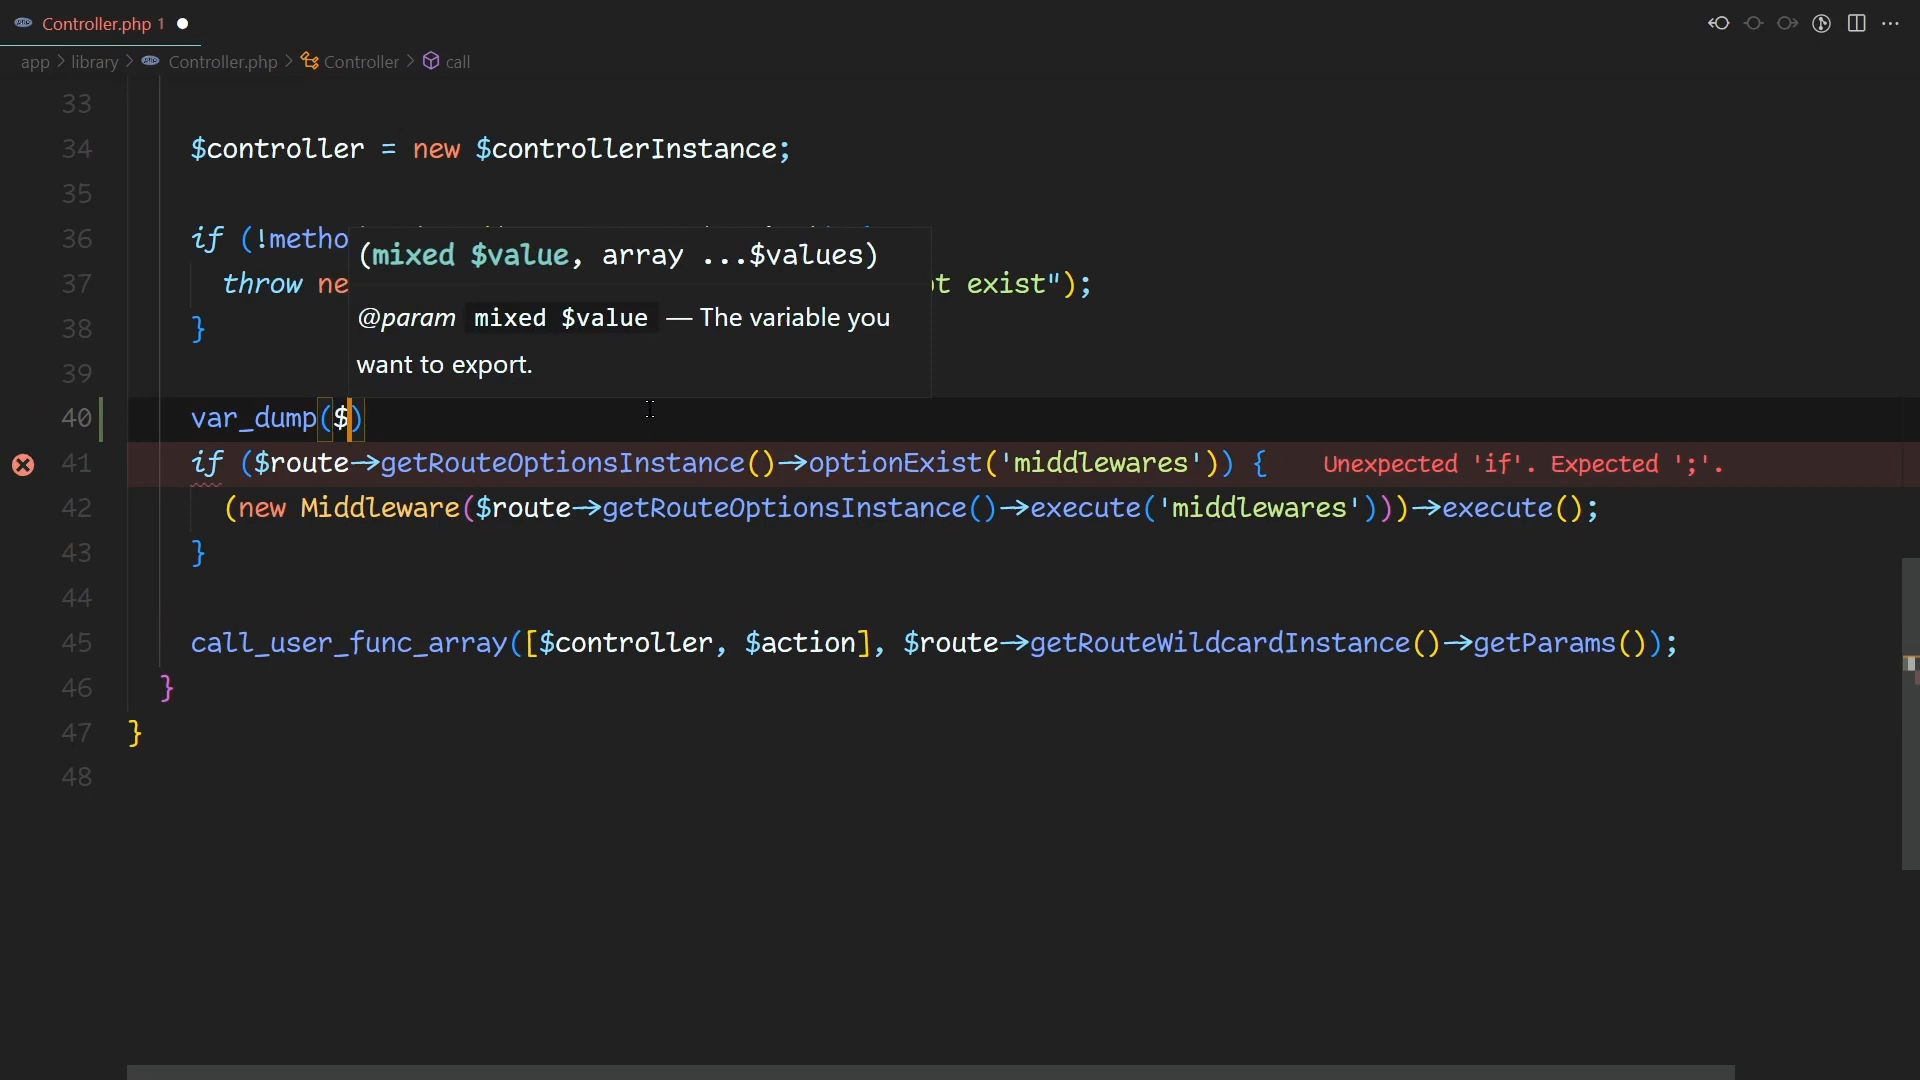 Controller.php 1
app > library > Controller.php > Controller > call
33
34 $controller = new $controllerInstance;
35
36 if (!metho
(mixed $value, array ...$values)
37 throw ne t exist");
@param mixed $value — The variable you
38 }
want to export.
39
40 var_dump($)
41 if ($route->getRouteOptionsInstance()->optionExist('middlewares')) { Unexpected 'if'. Expected ';'.
42 (new Middleware($route->getRouteOptionsInstance()->execute('middlewares')))->execute();
43 }
44
45 call_user_func_array([$controller, $action], $route->getRouteWildcardInstance()->getParams());
46 }
47 }
48